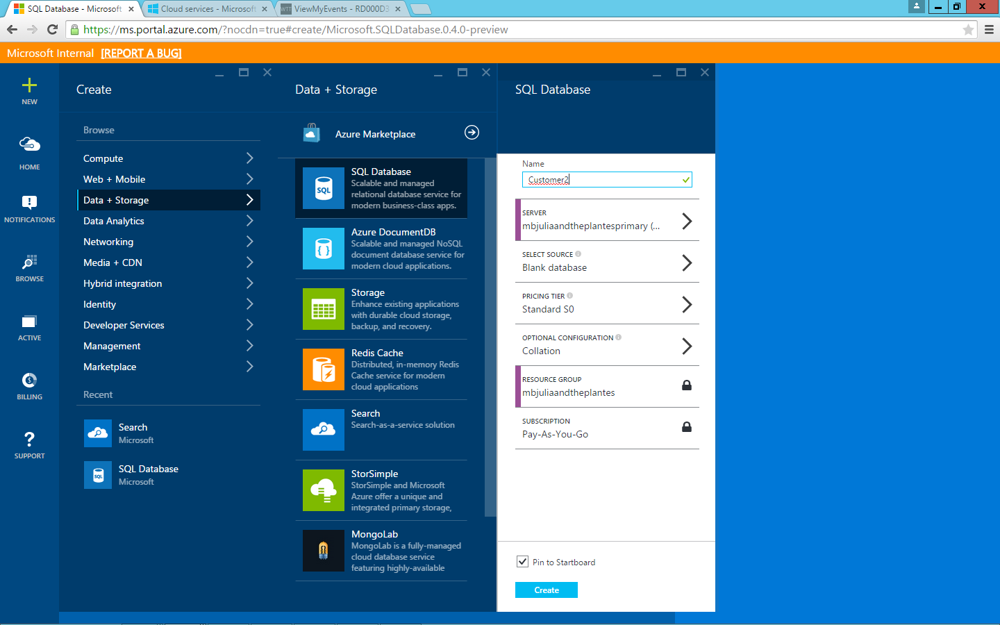 SQL Database - Microsoft
Cloud services - Microsoft
ViewMyEvents - RD000D3
https://ms.portal.azure.com/?nocdn=true#create/Microsoft.SQLDatabase.0.4.0-preview
Microsoft Internal [REPORT A BUG]
NEW
HOME
NOTIFICATIONS
BROWSE
ACTIVE
BILLING
SUPPORT
Create
Browse
Compute
Web + Mobile
Data + Storage
Data Analytics
Networking
Media + CDN
Hybrid integration
Identity
Developer Services
Management
Marketplace
Recent
Search
Microsoft
SQL Database
Microsoft
Data + Storage
Azure Marketplace
SQL
SQL Database
Scalable and managed
relational database service for
modern business-class apps.
Azure DocumentDB
Scalable and managed NoSQL
document database service for
modern cloud applications.
Storage
Enhance existing applications
with durable cloud storage,
backup, and recovery.
Redis Cache
Distributed, in-memory Redis
Cache service for modern
cloud applications
Search
Search-as-a-service solution
StorSimple
StorSimple and Microsoft
Azure offer a unique and
integrated primary storage,
MongoLab
MongoLab is a fully-managed
cloud database service
featuring highly-available
SQL Database
Name
Customer2
SERVER
mbjuliaandtheplantesprimary (...
SELECT SOURCE
Blank database
PRICING TIER
Standard S0
OPTIONAL CONFIGURATION
Collation
RESOURCE GROUP
mbjuliaandtheplantes
SUBSCRIPTION
Pay-As-You-Go
Pin to Startboard
Create